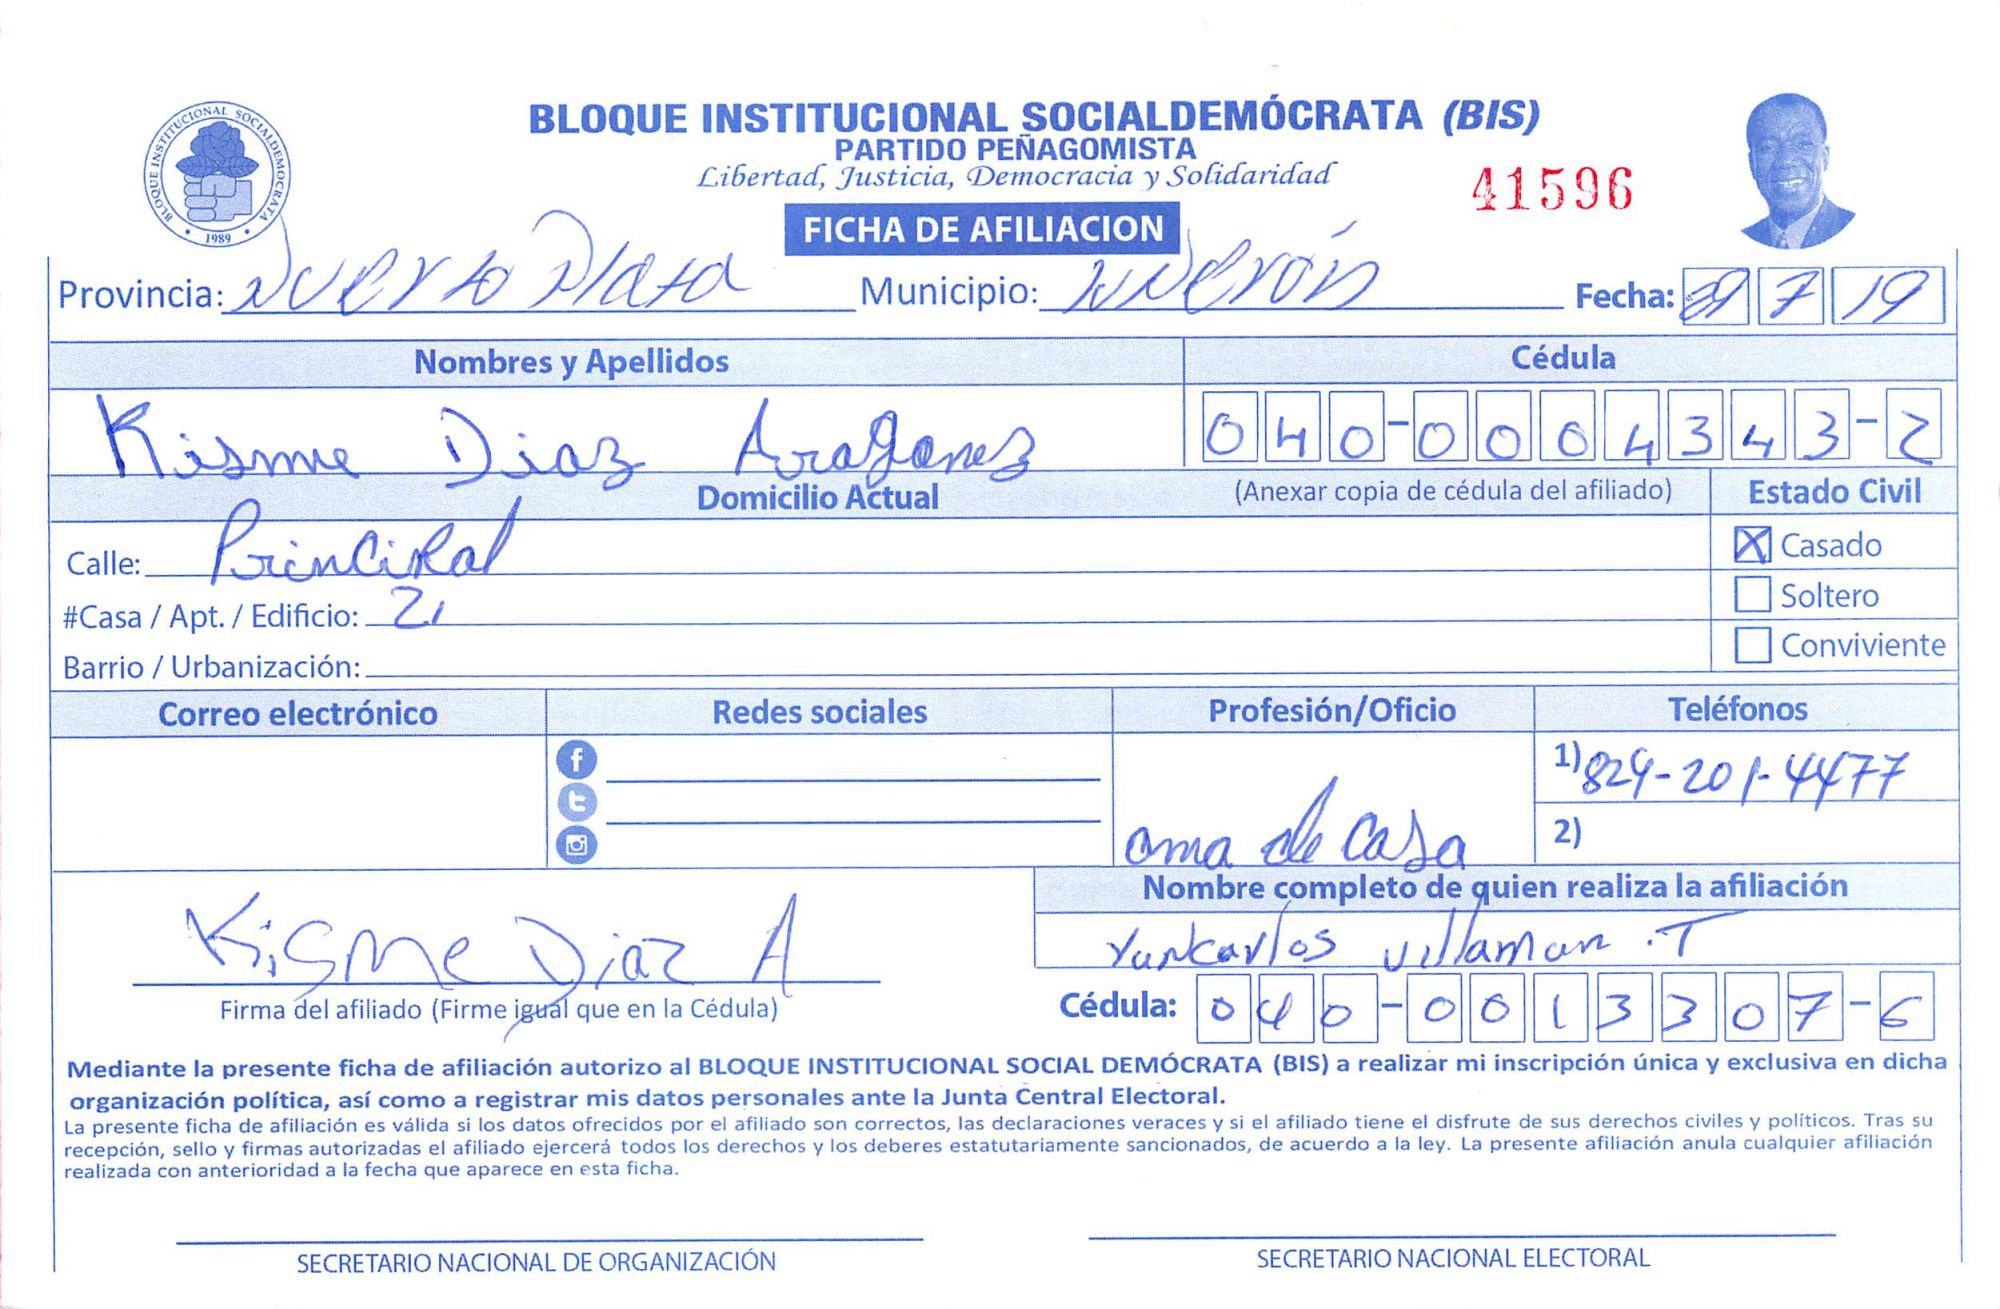 BLOQUE INSTITUCIONAL SOCIALDEMOCRATA
1989
BLOQUE INSTITUCIONAL SOCIALDEMÓCRATA (BIS)
PARTIDO PEÑAGOMISTA
Libertad, Justicia, Democracia y Solidaridad
41596
FICHA DE AFILIACION
Provincia: Puerto Plata Municipio: Fecha: 29 7 19
Nombres y Apellidos Cédula
Kisme Diaz Aragonez 040-0004343-2
Domicilio Actual (Anexar copia de cédula del afiliado) Estado Civil
Calle: Principal X Casado
#Casa / Apt. / Edificio: 21 Soltero
Barrio / Urbanización: Conviviente
Correo electrónico Redes sociales Profesión/Oficio Teléfonos
1) 829-201-4477
ama de casa 2)
Nombre completo de quien realiza la afiliación
Kisme Diaz A Yunkarlos Villaman .T
Firma del afiliado (Firme igual que en la Cédula) Cédula: 040-0013307-6
Mediante la presente ficha de afiliación autorizo al BLOQUE INSTITUCIONAL SOCIAL DEMÓCRATA (BIS) a realizar mi inscripción única y exclusiva en dicha
organización política, así como a registrar mis datos personales ante la Junta Central Electoral.
La presente ficha de afiliación es válida si los datos ofrecidos por el afiliado son correctos, las declaraciones veraces y si el afiliado tiene el disfrute de sus derechos civiles y políticos. Tras su
recepción, sello y firmas autorizadas el afiliado ejercerá todos los derechos y los deberes estatutariamente sancionados, de acuerdo a la ley. La presente afiliación anula cualquier afiliación
realizada con anterioridad a la fecha que aparece en esta ficha.
SECRETARIO NACIONAL DE ORGANIZACIÓN SECRETARIO NACIONAL ELECTORAL